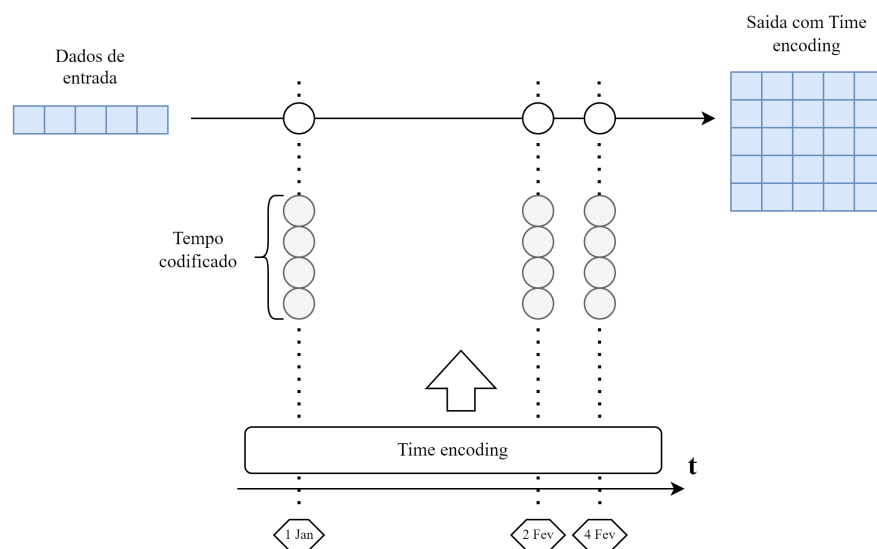 Saida com Time
encoding
Dados de
entrada
Tempo
codificado
Time encoding
t
1 Jan
2 Fev
4 Fev